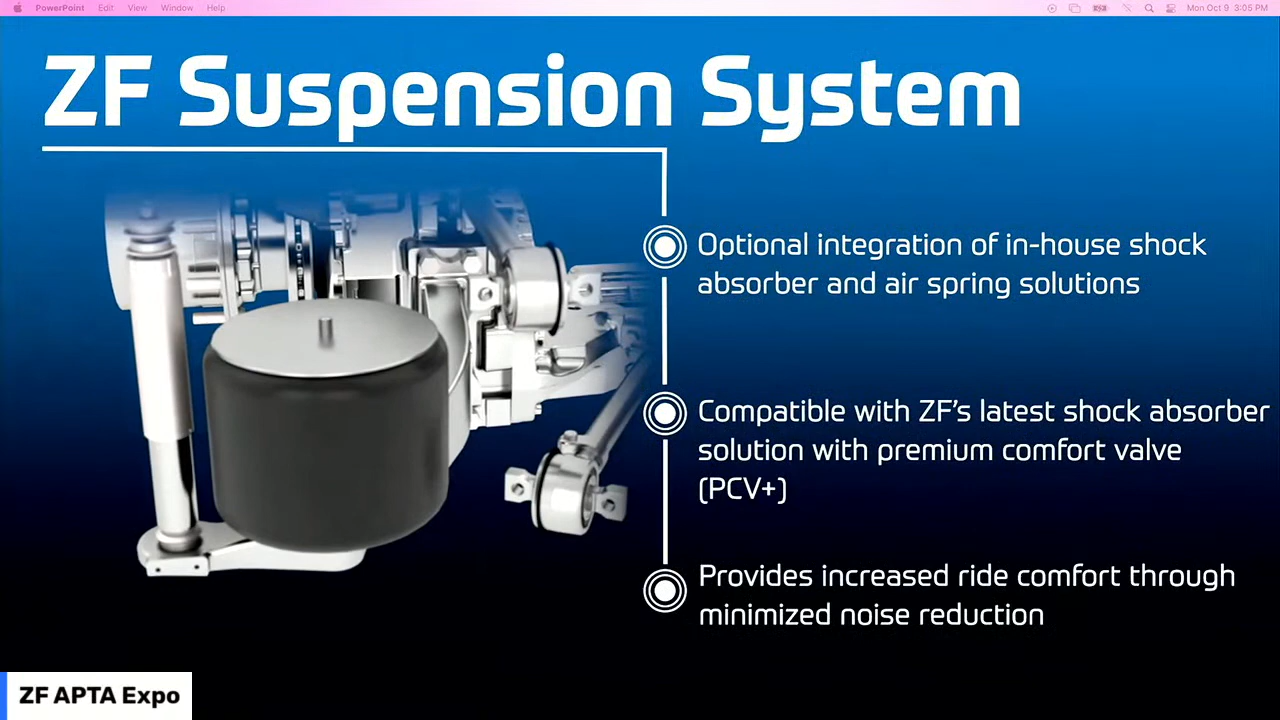 PowerPoint Edit View Window Help
Mon Oct 9 3:05 PM
ZF Suspension System
Optional integration of in-house shock
absorber and air spring solutions
Compatible with ZF’s latest shock absorber
solution with premium comfort valve
(PCV+)
Provides increased ride comfort through
minimized noise reduction
ZF APTA Expo